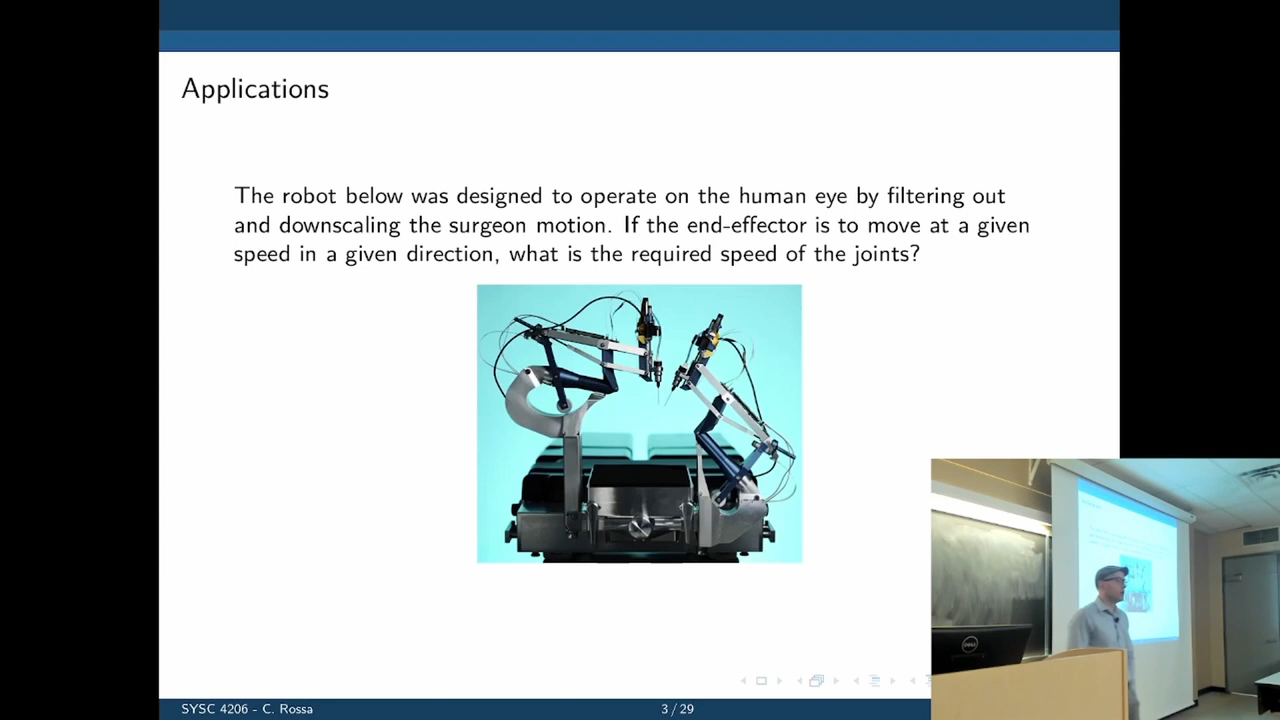 Applications
The robot below was designed to operate on the human eye by filtering out
and downscaling the surgeon motion. If the end-effector is to move at a given
speed in a given direction, what is the required speed of the joints?
SYSC 4206 - C. Rossa
3 / 29
DELL